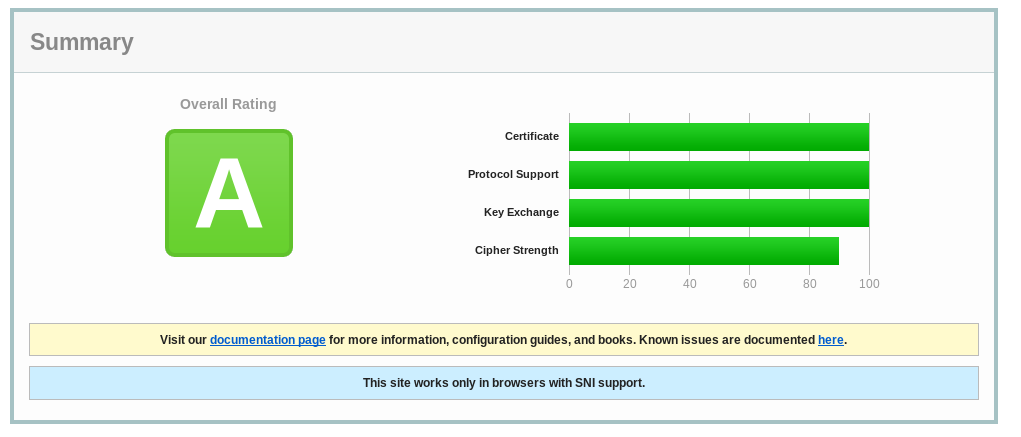 Summary
Overall Rating
A
Certificate
Protocol Support
Key Exchange
Cipher Strength
0 20 40 60 80 100
Visit our documentation page for more information, configuration guides, and books. Known issues are documented here.
This site works only in browsers with SNI support.